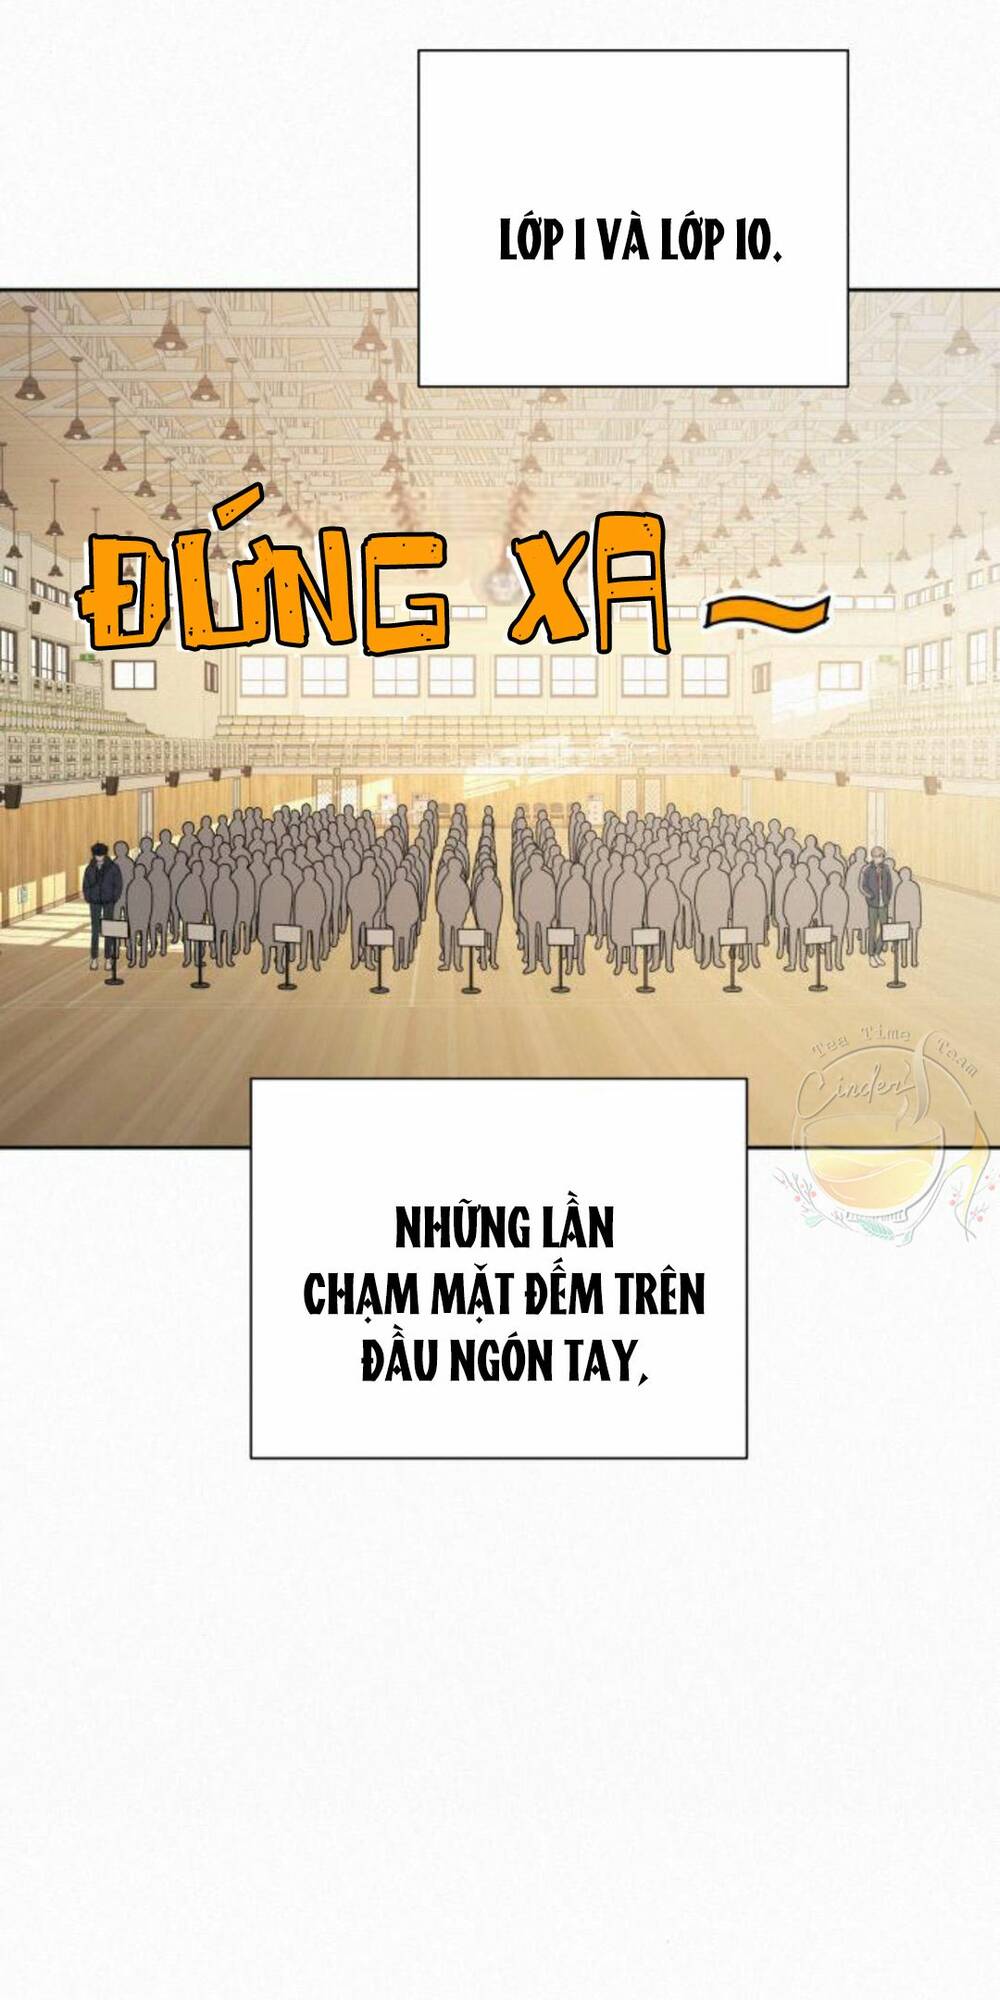 LỚP 1 VÀ LỚP 10.
ĐỨNG XA ~
Tea Time Team
Cinder
NHỮNG LẦN
CHẠM MẶT ĐẾM TRÊN
ĐẦU NGÓN TAY,